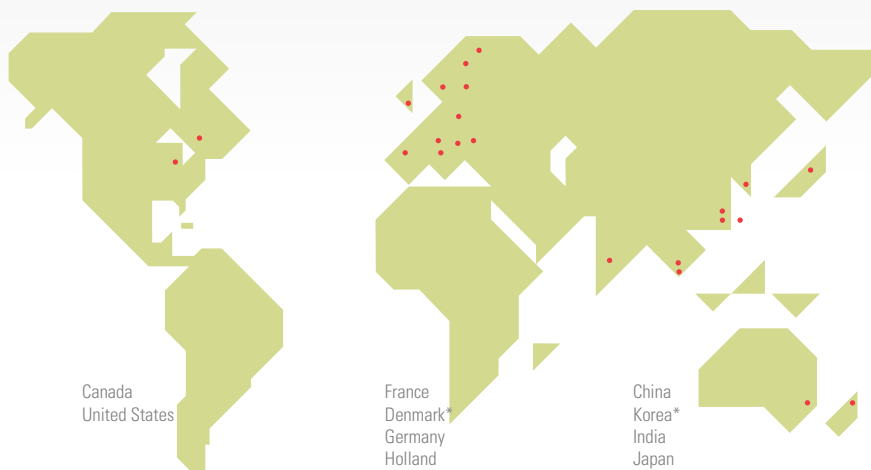 Canada
United States
France
Denmark*
Germany
Holland
China
Korea*
India
Japan